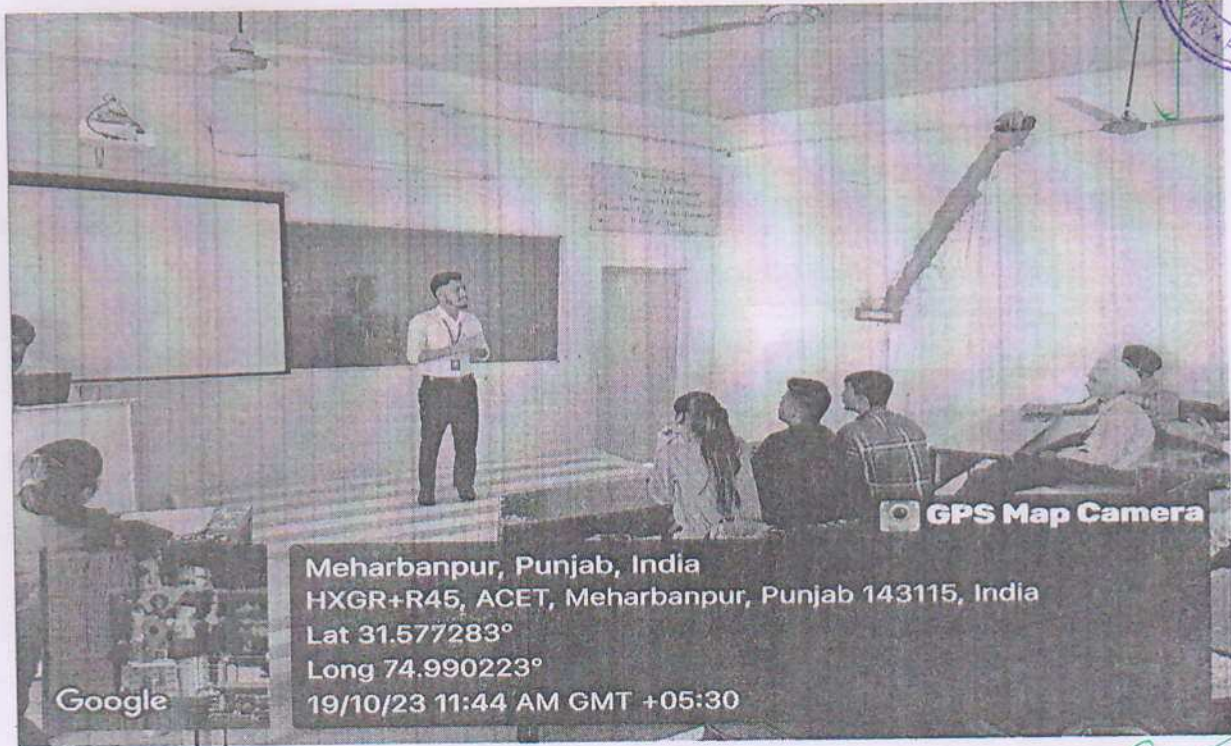 GPS Map Camera
Meharbanpur, Punjab, India
HXGR+R45, ACET, Meharbanpur, Punjab 143115, India
Lat 31.577283°
Long 74.990223°
19/10/23 11:44 AM GMT +05:30
Google